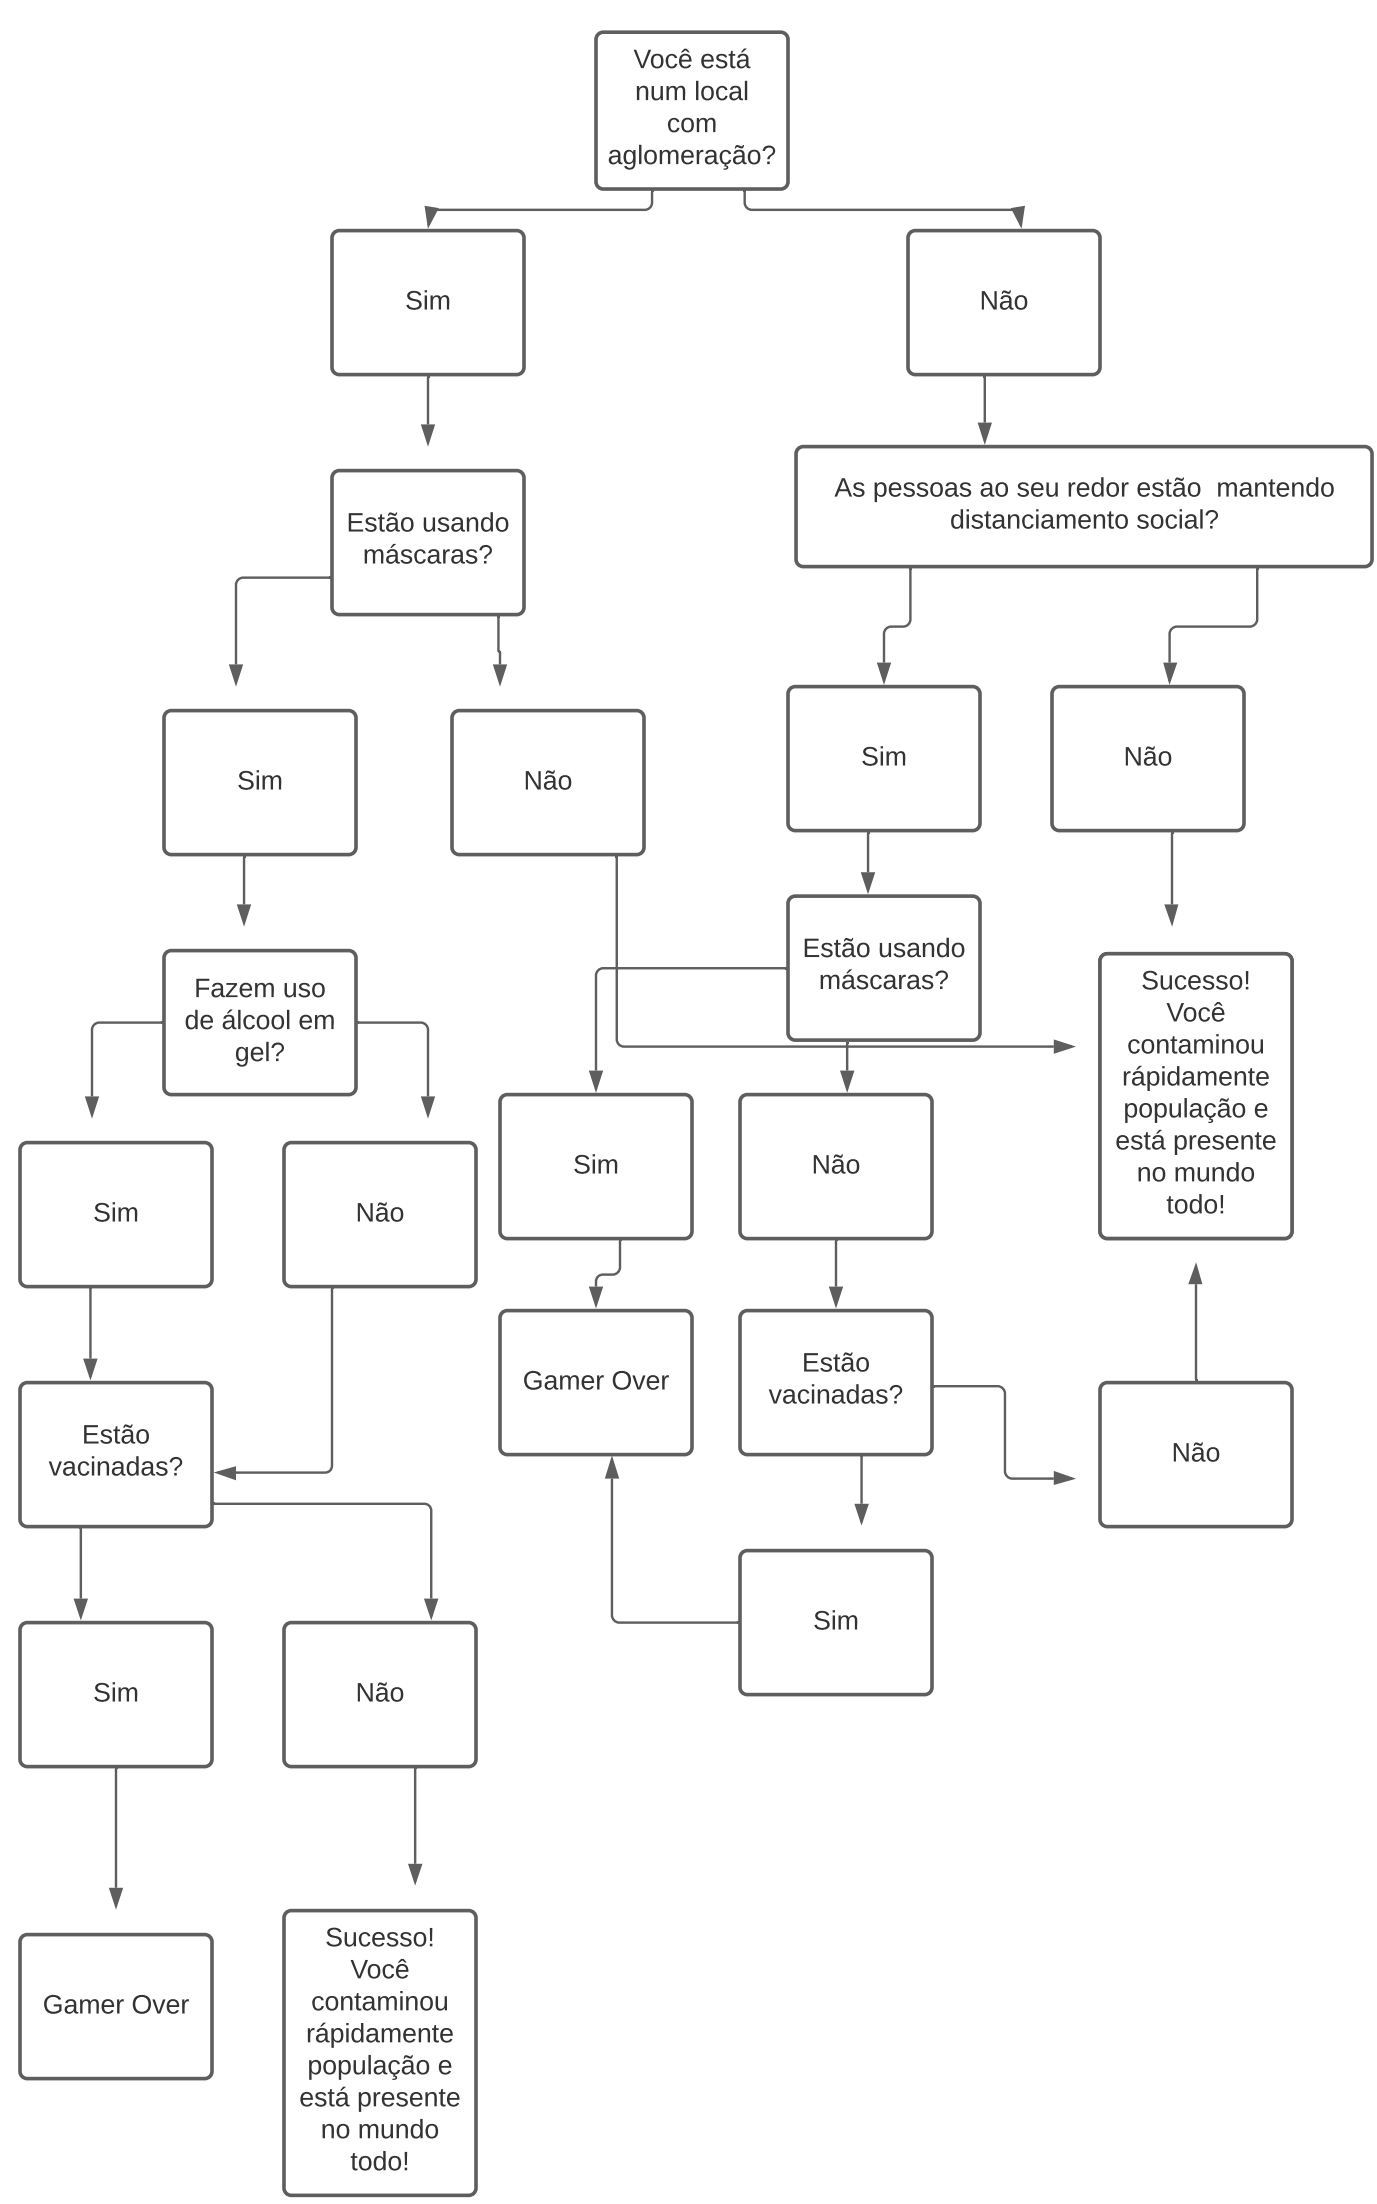 Você está
num local
com
aglomeração?
Sim
Não
Estão usando
máscaras?
As pessoas ao seu redor estão  mantendo
distanciamento social?
Sim
Não
Sim
Não
Fazem uso
de álcool em
gel?
Estão usando
máscaras?
Sucesso!
Você
contaminou
rápidamente
população e
está presente
no mundo
todo!
Sim
Não
Sim
Não
Estão
vacinadas?
Gamer Over
Estão
vacinadas?
Não
Sim
Não
Sim
Gamer Over
Sucesso!
Você
contaminou
rápidamente
população e
está presente
no mundo
todo!